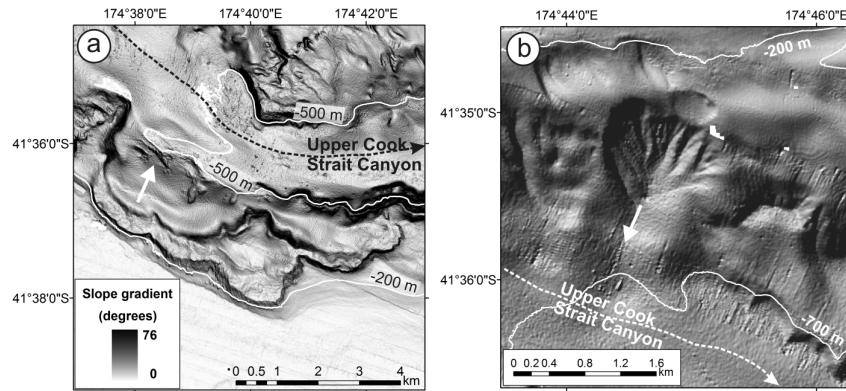 174°38'0"E
174°40'0"E
174°42'0"E
a
41°36'0"S
41°38'0"S
-500 m
Upper Cook
Strait Canyon
-500 m
-200 m
Slope gradient
(degrees)
76
0
0 0.5 1 2 3 4
km
174°44'0"E
174°46'0"E
b
-200 m
41°35'0"S
41°36'0"S
Upper Cook
Strait Canyon
-700 m
0 0.2 0.4 0.8 1.2 1.6
km